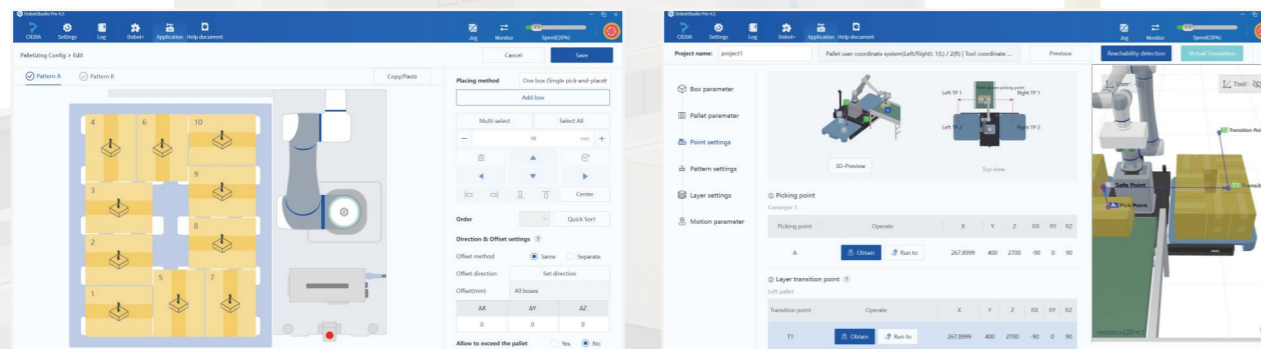 DobotStudio Pro 4.5
CR20A Settings Log Dobot+ Application Help document Jog Monitor Speed(20%)
Palletizing Config > Edit Cancel Save
Pattern A Pattern B Copy/Paste
4 6 10
3 9
2 8
1 5 7
Placing method One box (Single pick-and-place)
Add box
Multi-select Select All
− 10 mm +
Center
Order Quick Sort
Direction & Offset settings ?
Offset method Same Separate
Offset direction Set direction
Offset(mm) All boxes
ΔX ΔY ΔZ
0 0 0
Allow to exceed the pallet Yes No
DobotStudio Pro 4.5
CR20A Settings Log Dobot+ Application Help document Jog Monitor Speed(20%)
Project name: project1 Pallet user coordinate system(Left/Right): 1(L) / 2(R) | Tool coordinate ... Previous Reachability detection Virtual Simulation
Box parameter
Pallet parameter
Point settings
Pattern settings
Layer settings
Motion parameter
Left TP 1 Right TP 1
Left TP 2 Right TP 2
3D-Preview Top view
① Picking point
Conveyor 1
Picking point Operate X Y Z RX RY RZ
A Obtain Run to 267.8999 400 2700 -90 0 90
② Layer transition point ?
Left pallet
Transition point Operate X Y Z RX RY RZ
T1 Obtain Run to 267.8999 400 2700 -90 0 90
User: Tool:
Transition Poi
Safe Point
Pick Point